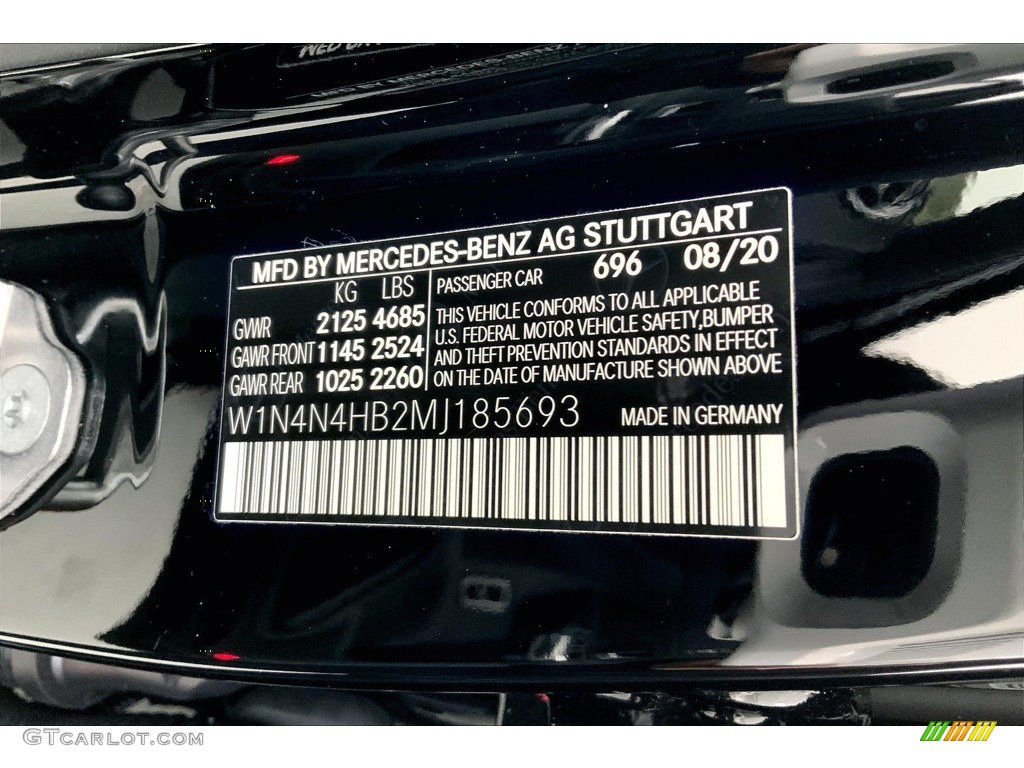 MFD BY MERCEDES-BENZ AG STUTTGART
KG LBS
GVWR 2125 4685
GAWR FRONT 1145 2524
GAWR REAR 1025 2260
PASSENGER CAR 696 08/20
THIS VEHICLE CONFORMS TO ALL APPLICABLE
U.S. FEDERAL MOTOR VEHICLE SAFETY, BUMPER
AND THEFT PREVENTION STANDARDS IN EFFECT
ON THE DATE OF MANUFACTURE SHOWN ABOVE
W1N4N4HB2MJ185693 MADE IN GERMANY
GTCarlot.com